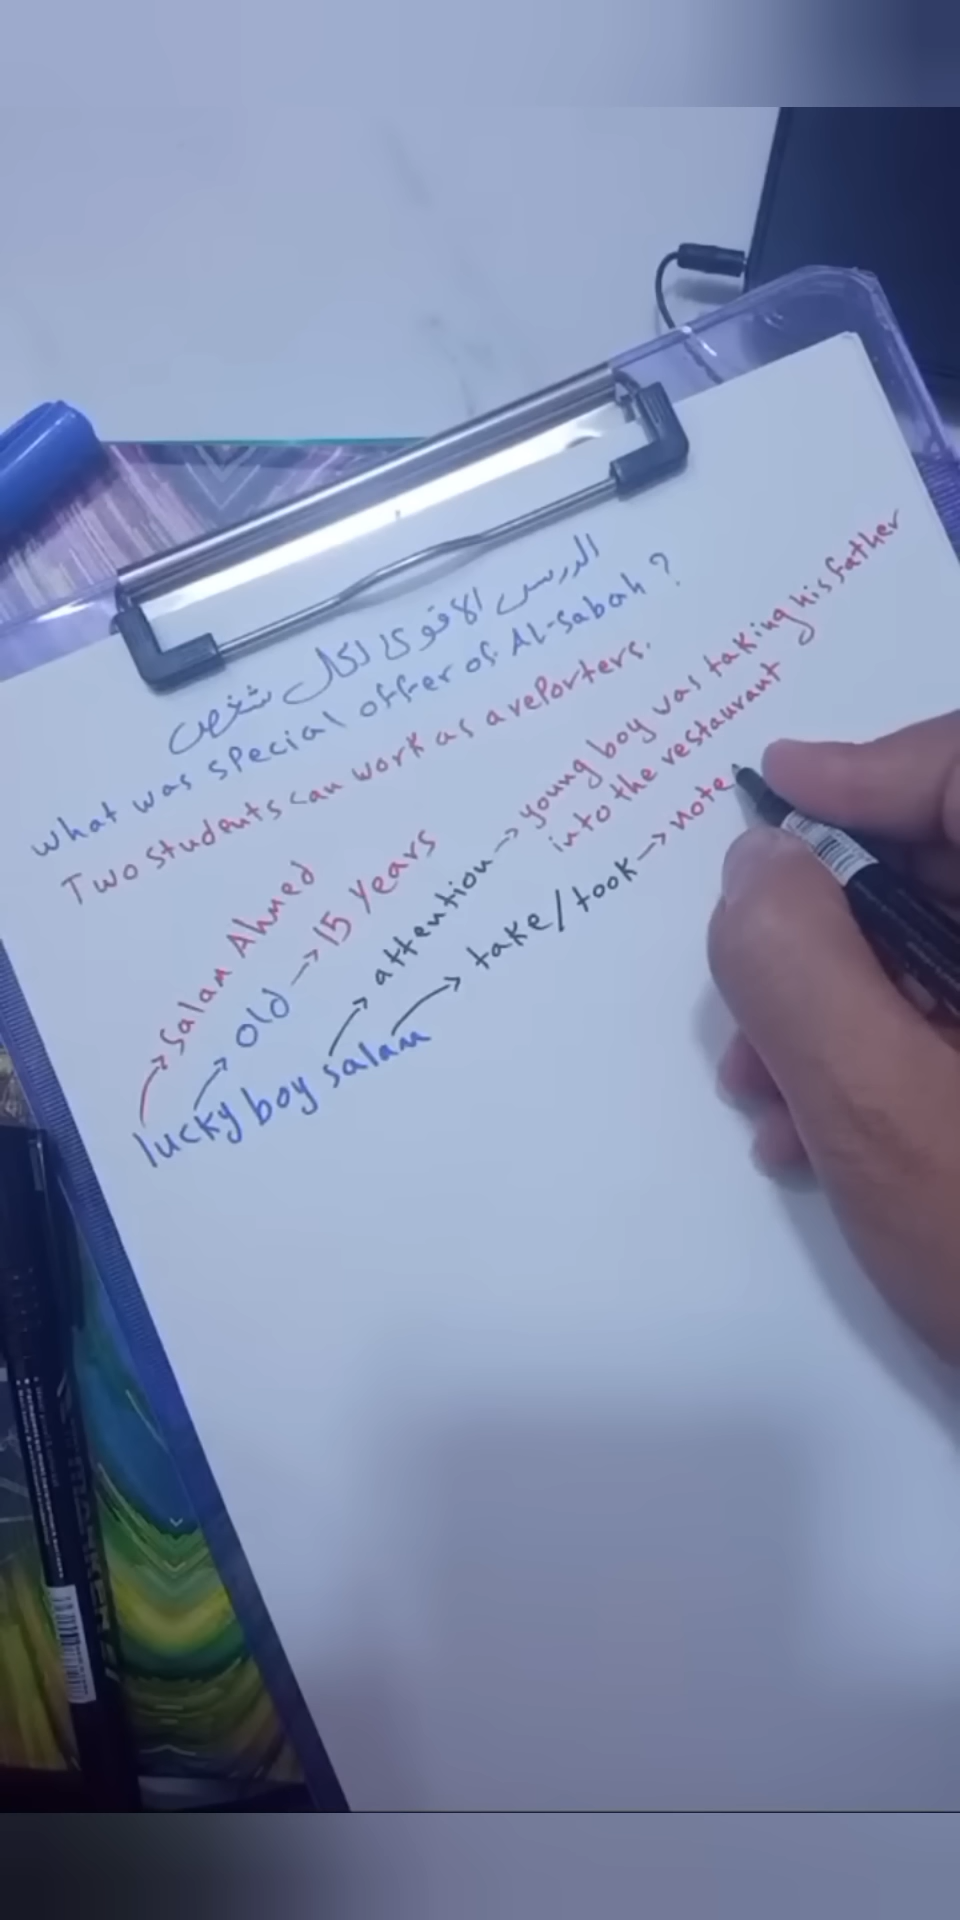 الدرس الاقوى لكل شخص
what was special offer of AL-sabah ?
Two students can work as a reporters.
salam Ahmed
old → 15 years
attention → young boy was taking his father
into the restaurant
take/took → note
lucky boy salam
MARKER